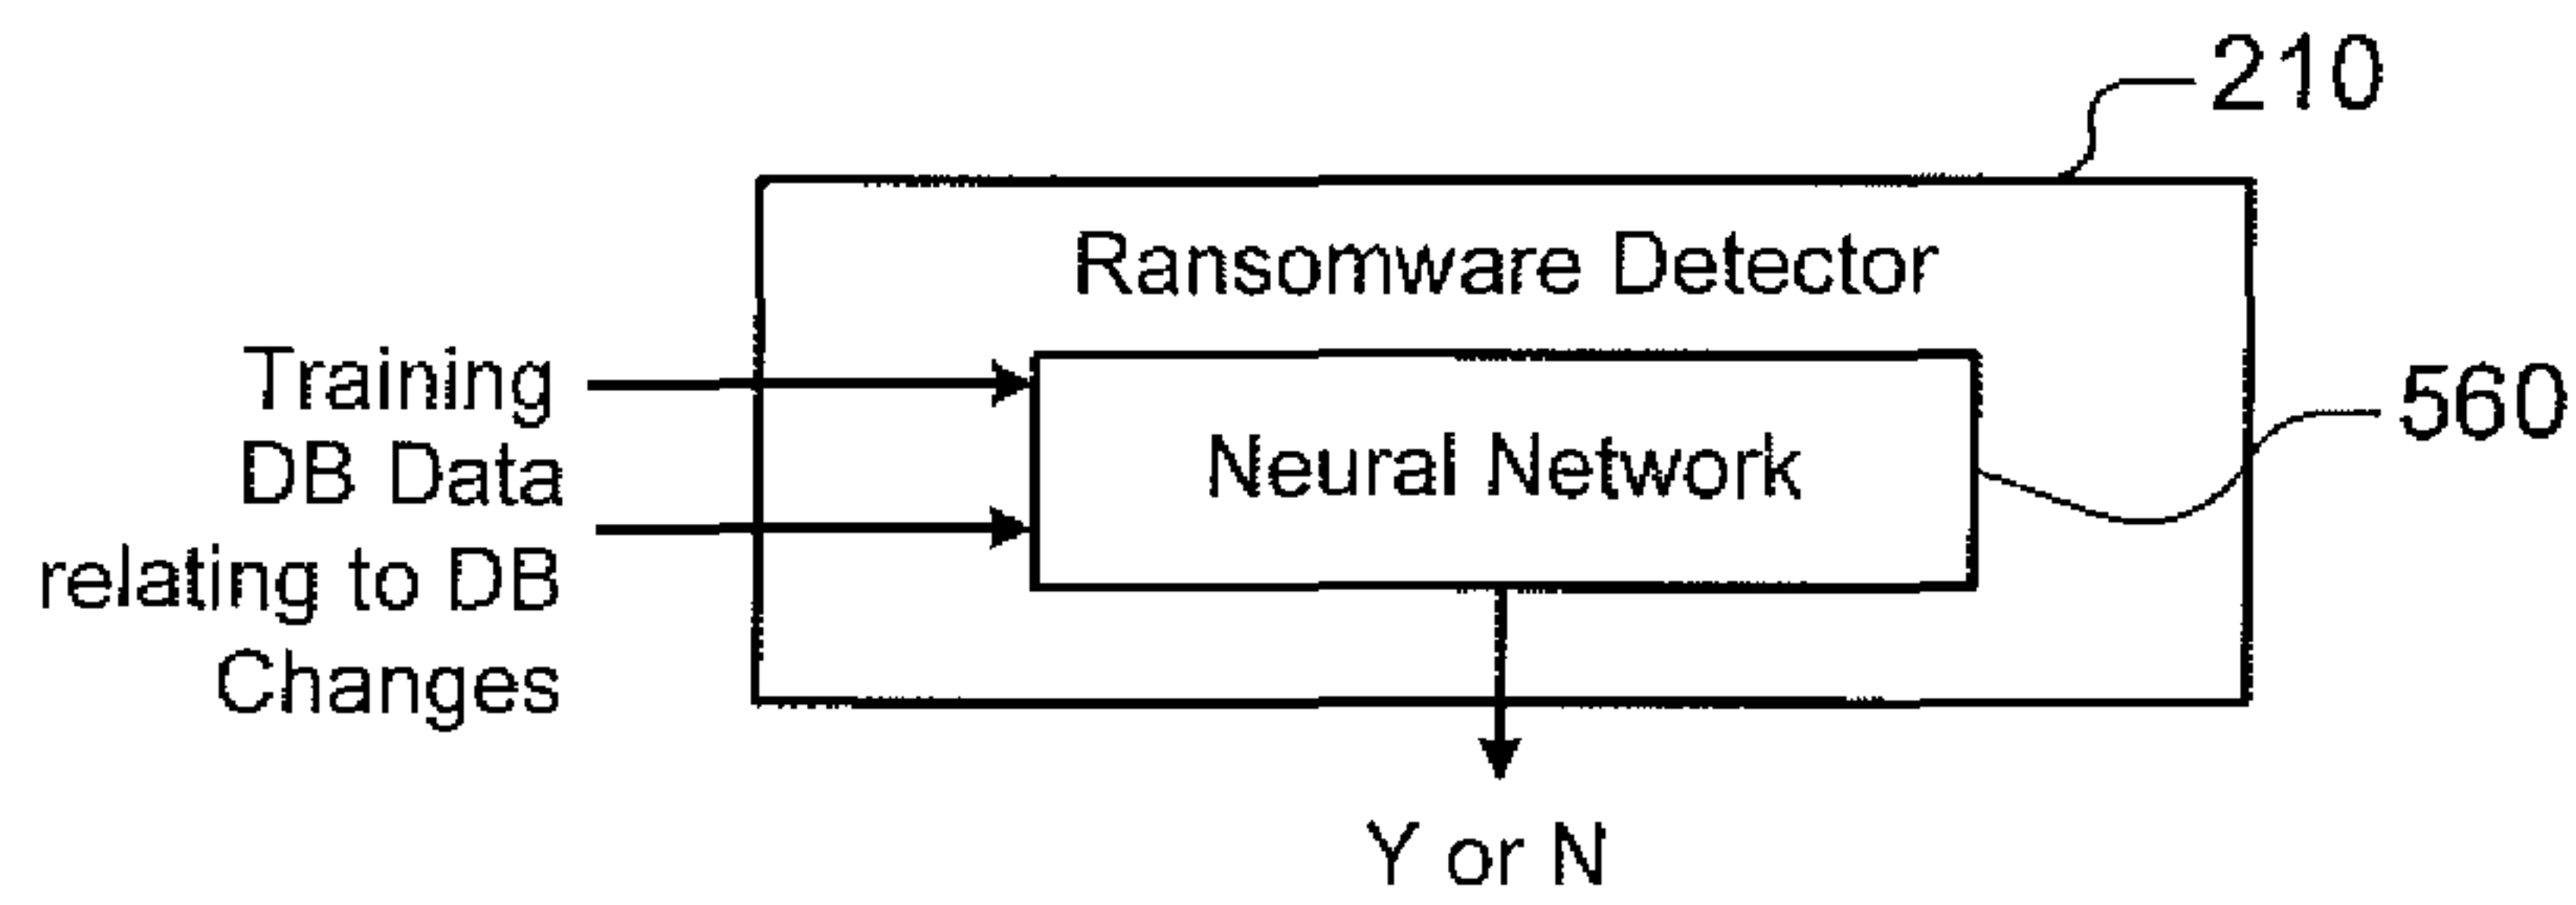 210
Ransomware Detector
Training
DB Data
relating to DB
Changes
Neural Network
560
Y or N